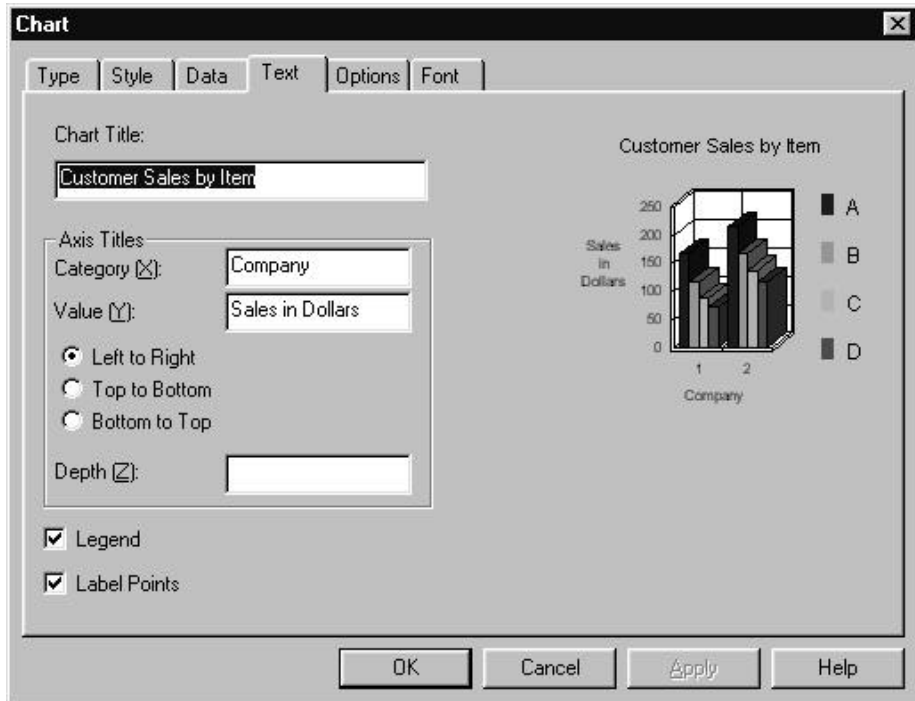 Chart
Type Style Data Text Options Font
Chart Title:
Customer Sales by Item
Axis Titles
Category (X): Company
Value (Y): Sales in Dollars
Left to Right
Top to Bottom
Bottom to Top
Depth (Z):
Legend
Label Points
Customer Sales by Item
250
200
150
100
50
0
Sales
in
Dollars
1 2
Company
A
B
C
D
OK Cancel Apply Help